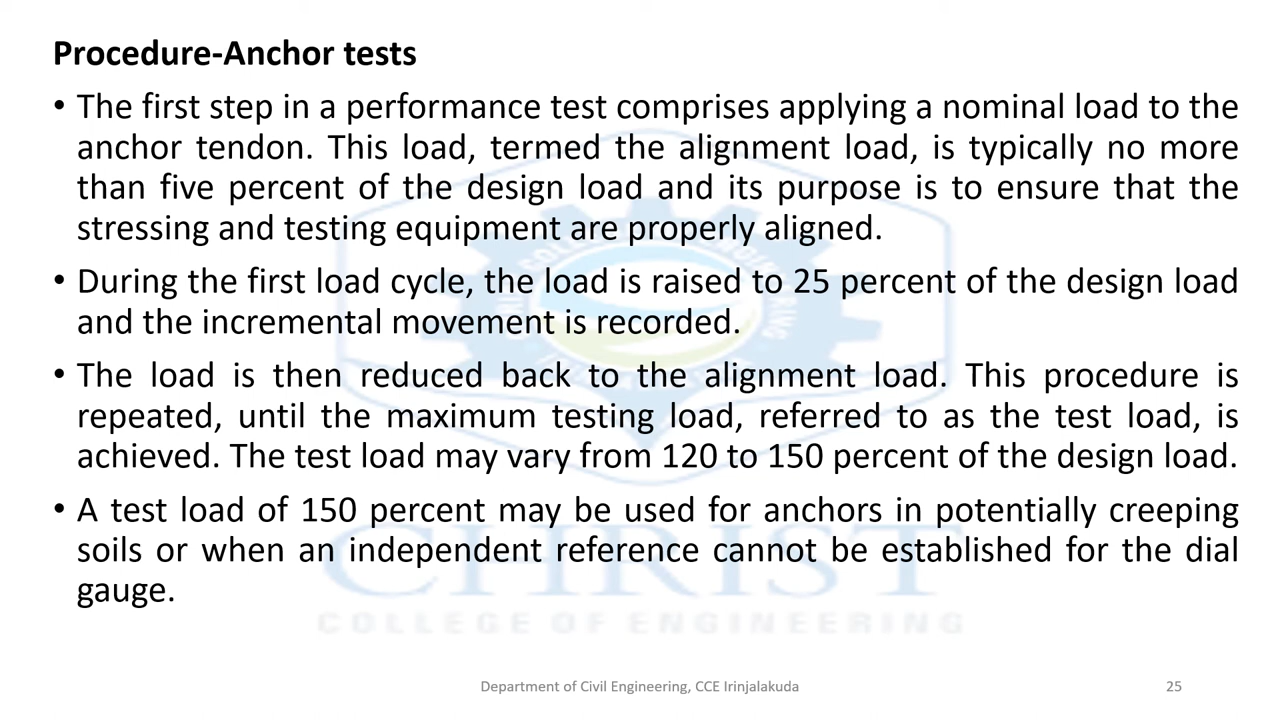 Procedure-Anchor tests
• The first step in a performance test comprises applying a nominal load to the
anchor tendon. This load, termed the alignment load, is typically no more
than five percent of the design load and its purpose is to ensure that the
stressing and testing equipment are properly aligned.
• During the first load cycle, the load is raised to 25 percent of the design load
and the incremental movement is recorded.
• The load is then reduced back to the alignment load. This procedure is
repeated, until the maximum testing load, referred to as the test load, is
achieved. The test load may vary from 120 to 150 percent of the design load.
• A test load of 150 percent may be used for anchors in potentially creeping
soils or when an independent reference cannot be established for the dial
gauge.
CHRIST
COLLEGE OF ENGINEERING
Department of Civil Engineering, CCE Irinjalakuda
25